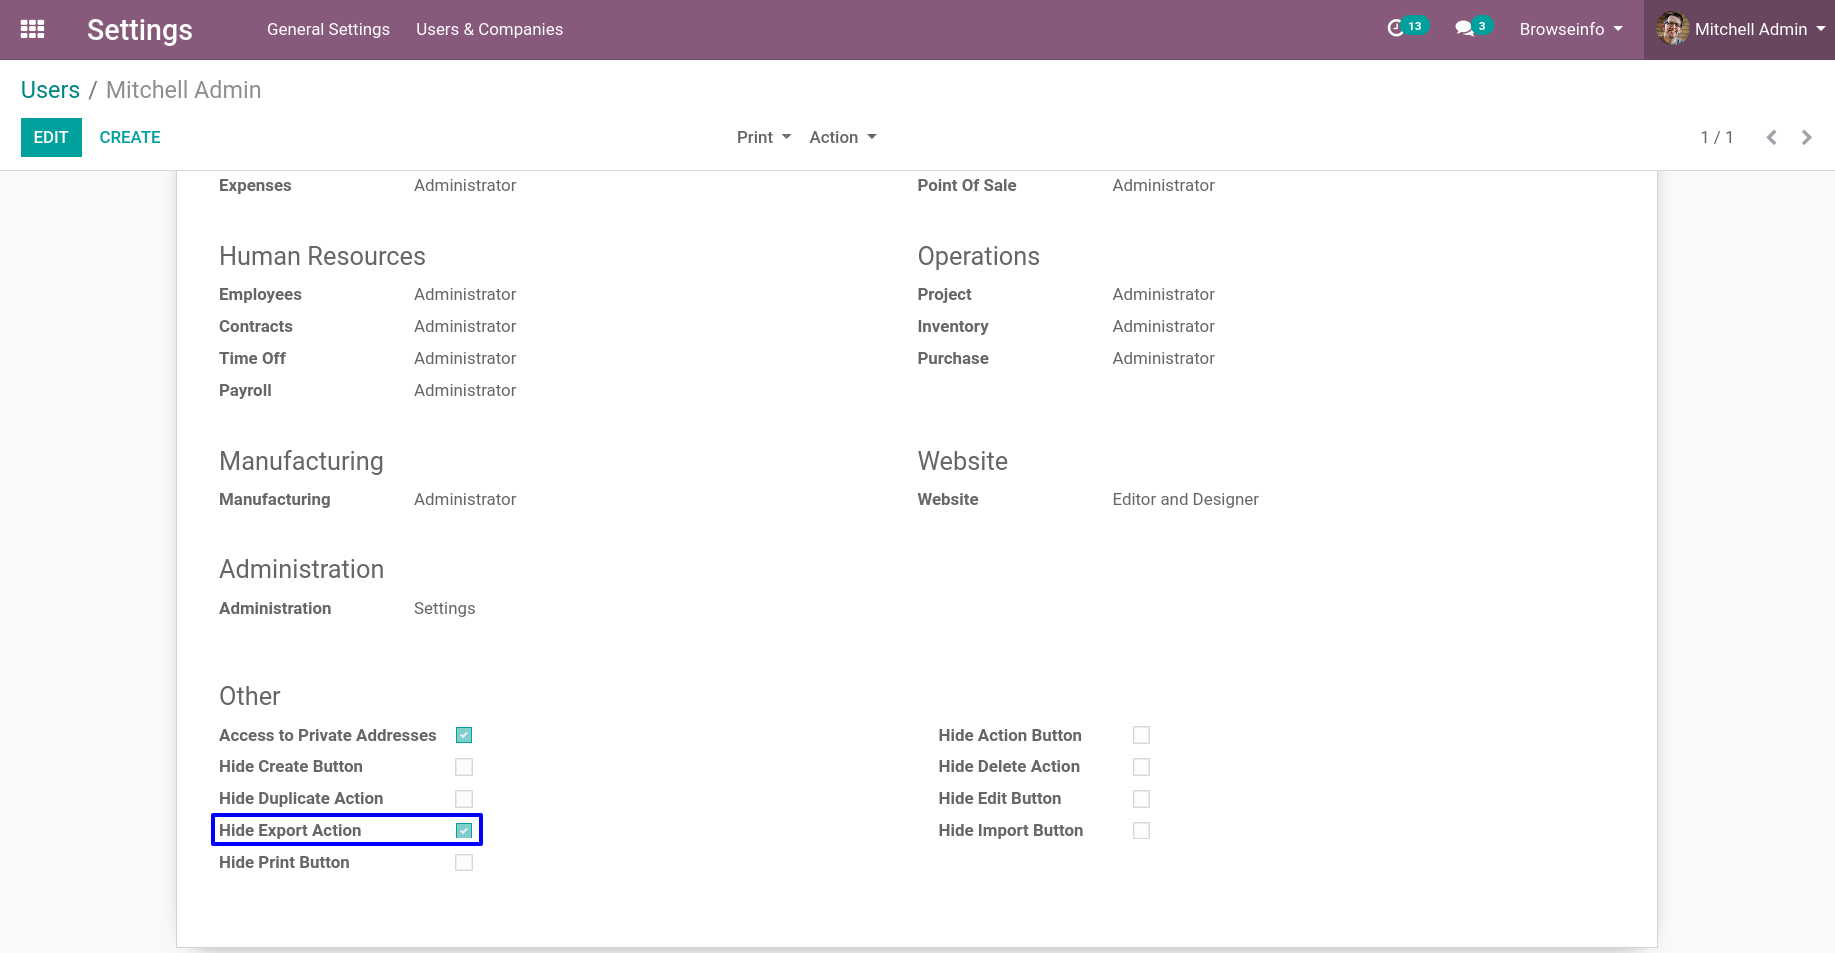 Settings General Settings Users & Companies 13 3 Browseinfo Mitchell Admin
Users / Mitchell Admin
EDIT CREATE Print Action 1 / 1
Expenses Administrator Point Of Sale Administrator
Human Resources Operations
Employees Administrator Project Administrator
Contracts Administrator Inventory Administrator
Time Off Administrator Purchase Administrator
Payroll Administrator
Manufacturing Website
Manufacturing Administrator Website Editor and Designer
Administration
Administration Settings
Other
Access to Private Addresses Hide Action Button
Hide Create Button Hide Delete Action
Hide Duplicate Action Hide Edit Button
Hide Export Action Hide Import Button
Hide Print Button